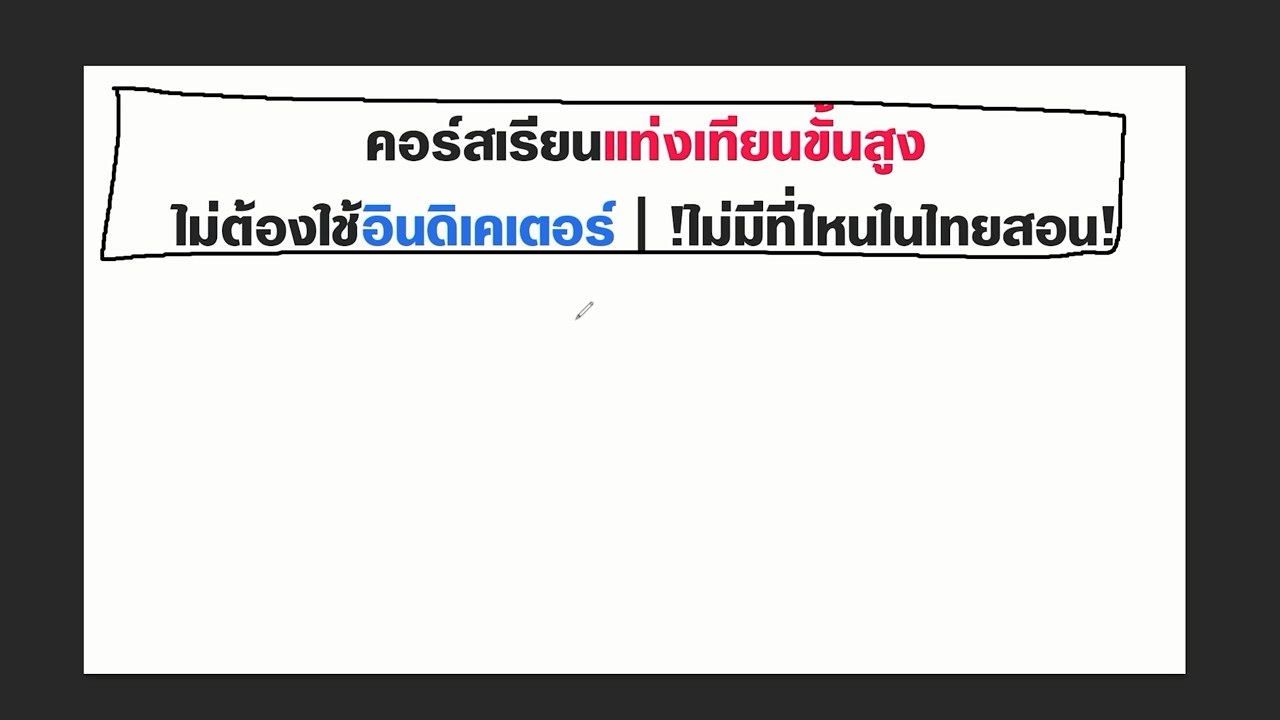 คอร์สเรียนแท่งเทียนขั้นสูง
ไม่ต้องใช้อินดิเคเตอร์ | !ไม่มีที่ไหนในไทยสอน!